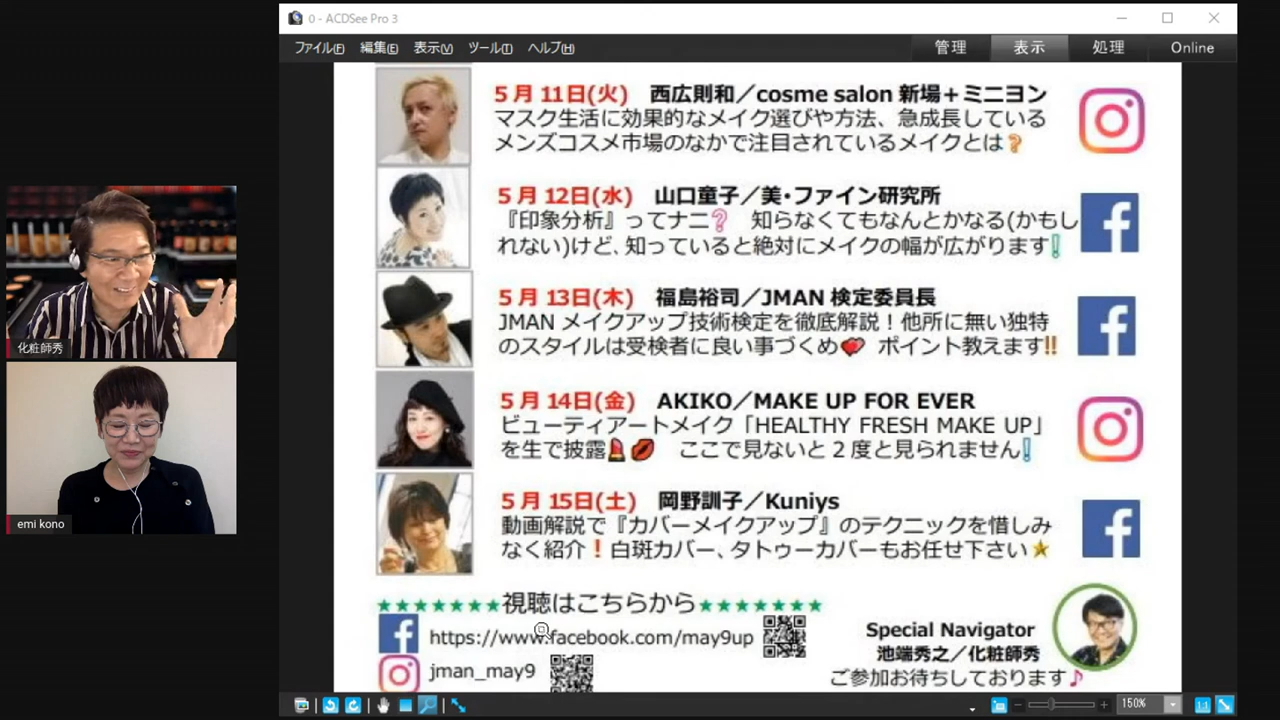 0 - ACDSee Pro 3
ファイル(F) 編集(E) 表示(V) ツール(T) ヘルプ(H)
管理 表示 処理 Online
5月11日(火) 西広則和／cosme salon 新場＋ミニヨン
マスク生活に効果的なメイク選びや方法、急成長している
メンズコスメ市場のなかで注目されているメイクとは❓
5月12日(水) 山口童子／美・ファイン研究所
『印象分析』ってナニ❓ 知らなくてもなんとかなる(かもし
れない)けど、知っていると絶対にメイクの幅が広がります❗
5月13日(木) 福島裕司／JMAN 検定委員長
JMAN メイクアップ技術検定を徹底解説！他所に無い独特
のスタイルは受検者に良い事づくめ ポイント教えます‼
5月14日(金) AKIKO／MAKE UP FOR EVER
ビューティアートメイク「HEALTHY FRESH MAKE UP」
を生で披露💄💋 ここで見ないと２度と見られません❗
5月15日(土) 岡野訓子／Kuniys
動画解説で『カバーメイクアップ』のテクニックを惜しみ
なく紹介❗白斑カバー、タトゥーカバーもお任せ下さい★
★★★★★★★視聴はこちらから★★★★★★★
https://www.facebook.com/may9up
jman_may9
Special Navigator
池端秀之／化粧師秀
ご参加お待ちしております♪
化粧師秀
emi kono
150%
1:1